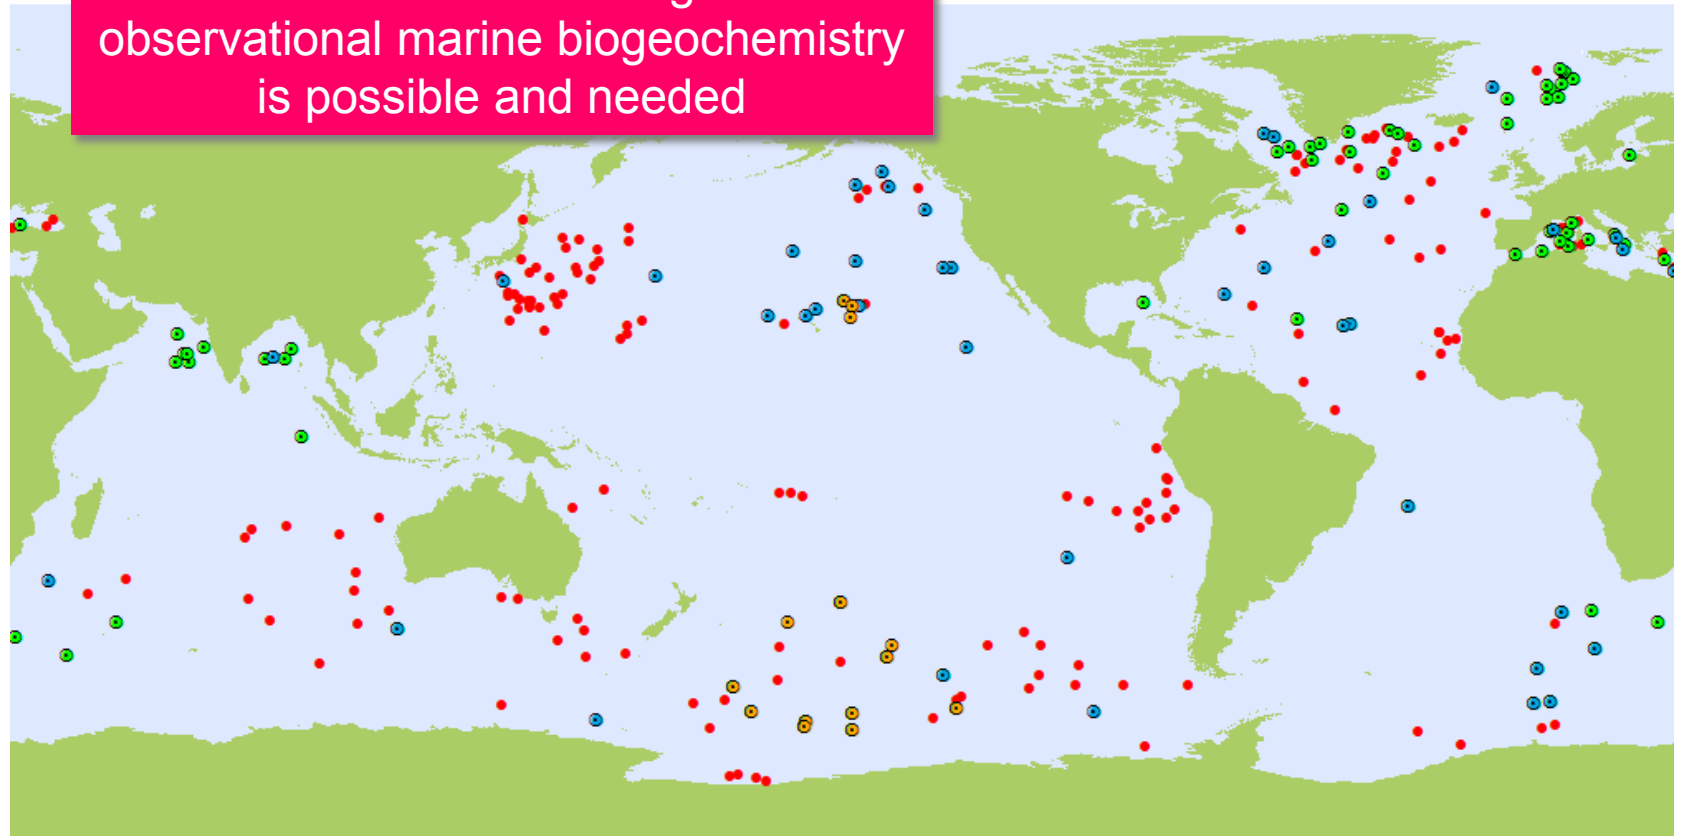 observational marine biogeochemistry
is possible and needed